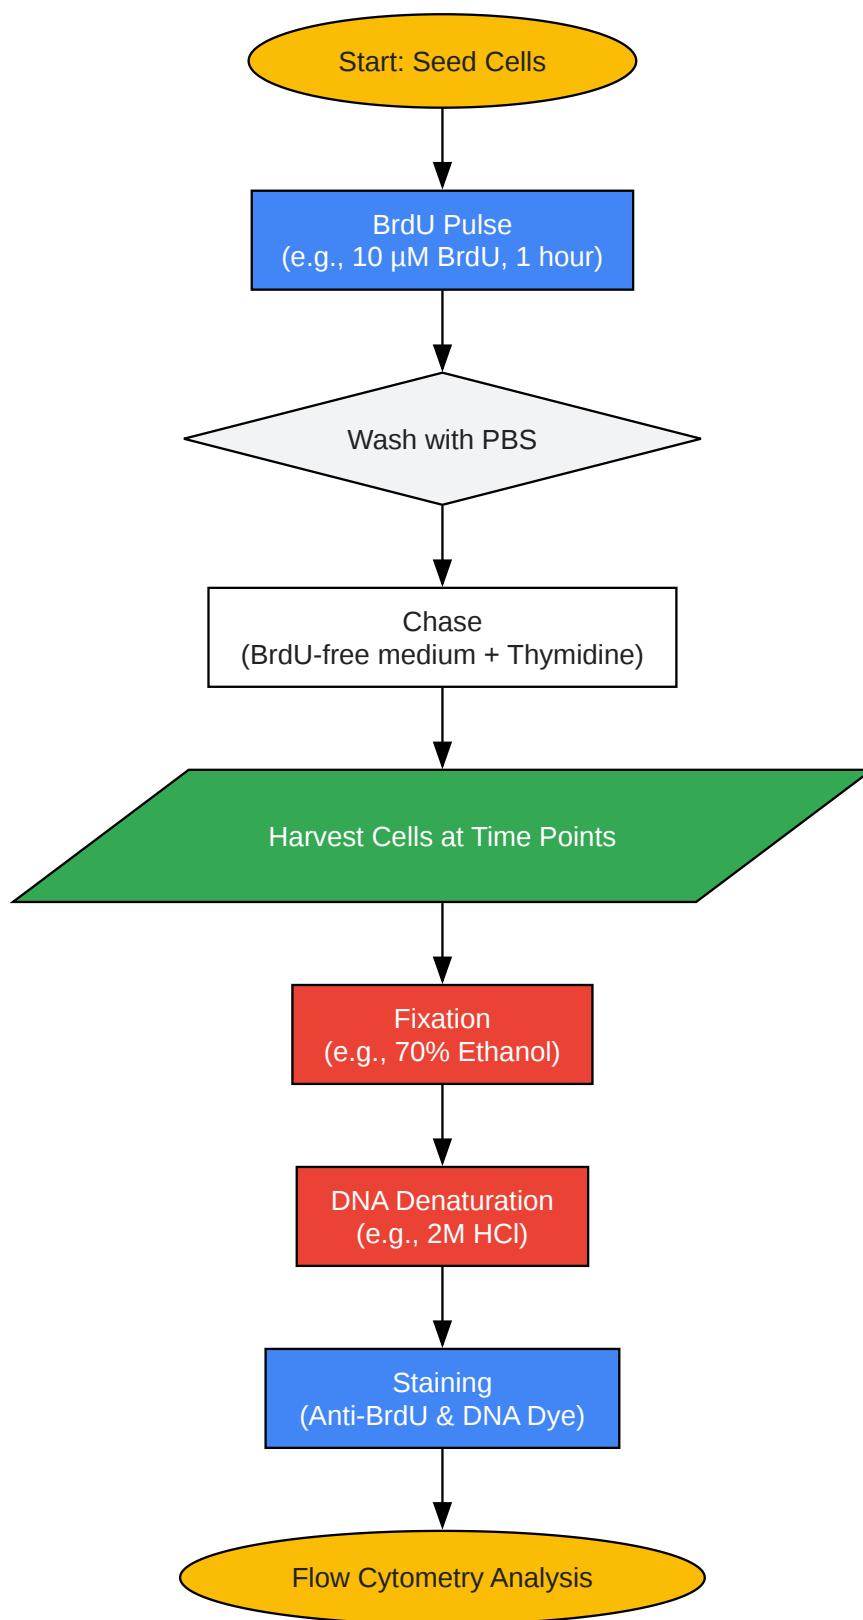 Start: Seed Cells
BrdU Pulse
(e.g., 10 µM BrdU, 1 hour)
Wash with PBS
Chase
(BrdU-free medium + Thymidine)
Harvest Cells at Time Points
Fixation
(e.g., 70% Ethanol)
DNA Denaturation
(e.g., 2M HCl)
Staining
(Anti-BrdU & DNA Dye)
Flow Cytometry Analysis